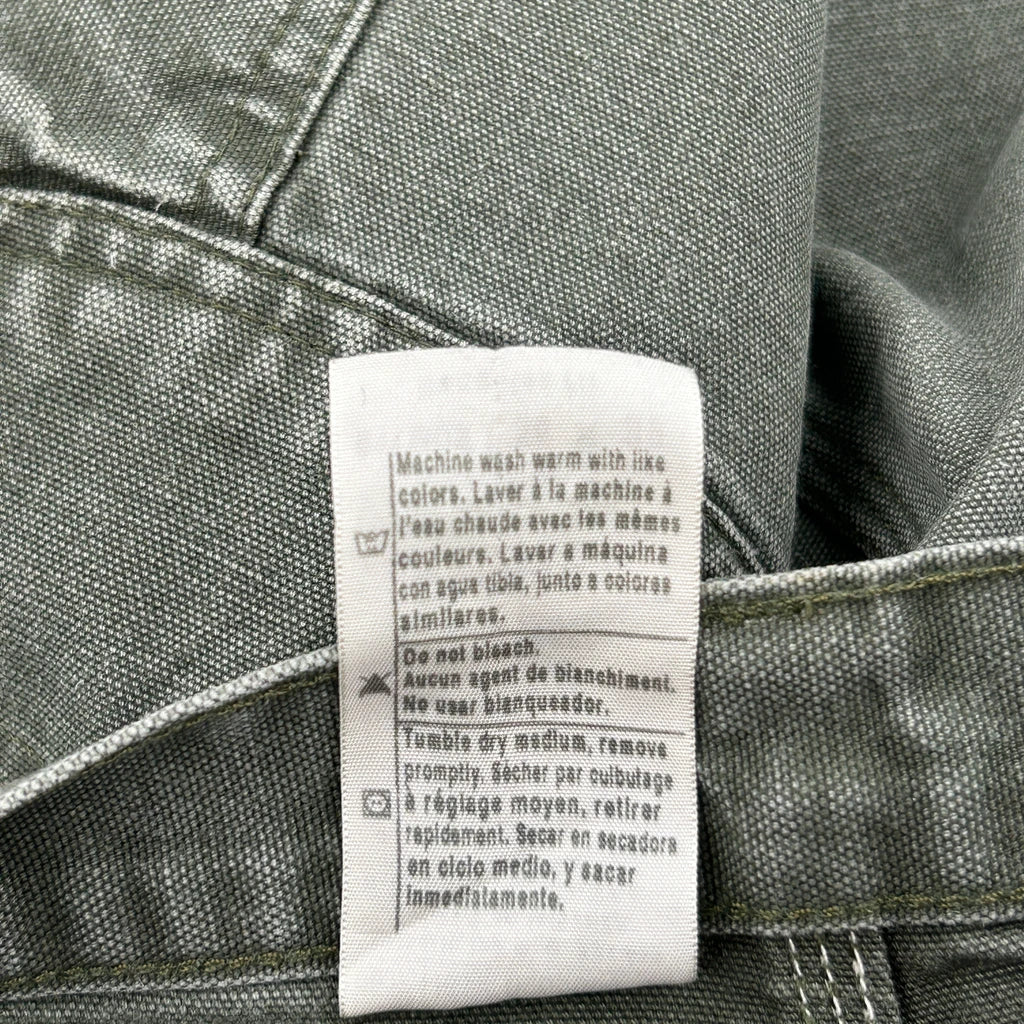 Machine wash warm with like
colors. Laver à la machine à
l'eau chaude avec les mêmes
couleurs. Lavar a máquina
con agua tibia, junto a colores
similares.
Do not bleach.
Aucun agent de blanchiment.
No usar blanqueador.
Tumble dry medium, remove
promptly. Sécher par culbutage
à réglage moyen, retirer
rapidement. Secar en secadora
en ciclo medio, y sacar
inmediatamente.